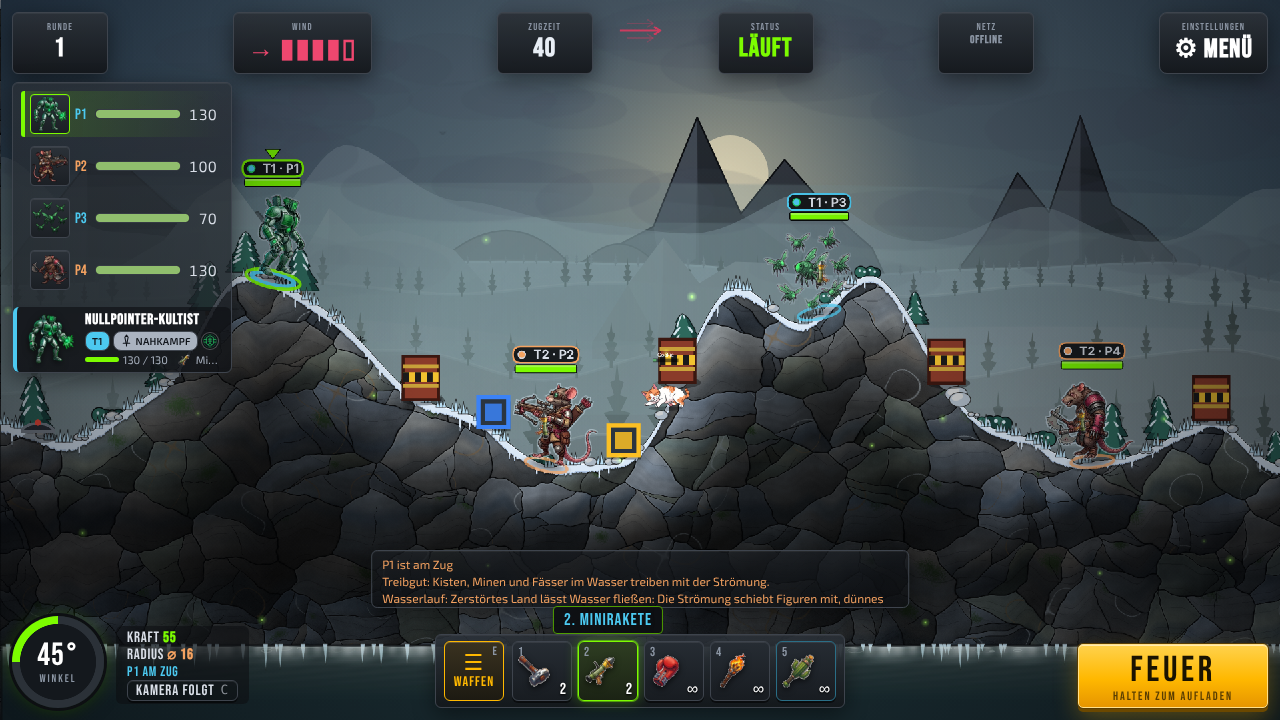 RUNDE
1
WIND
→
ZUGZEIT
40
STATUS
LÄUFT
NETZ
OFFLINE
EINSTELLUNGEN
MENÜ
P1 130
P2 100
P3 70
P4 130
NULLPOINTER-KULTIST
T1 NAHKAMPF
130 / 130 Mi...
T1 · P1
T1 · P3
T2 · P2
T2 · P4
P1 ist am Zug
Treibgut: Kisten, Minen und Fässer im Wasser treiben mit der Strömung.
Wasserlauf: Zerstörtes Land lässt Wasser fließen: Die Strömung schiebt Figuren mit, dünnes
2. MINIRAKETE
45°
WINKEL
KRAFT 55
RADIUS ⌀ 16
P1 AM ZUG
KAMERA FOLGT C
☰ E
WAFFEN
1 2
2 2
3 ∞
4 ∞
5 ∞
FEUER
HALTEN ZUM AUFLADEN